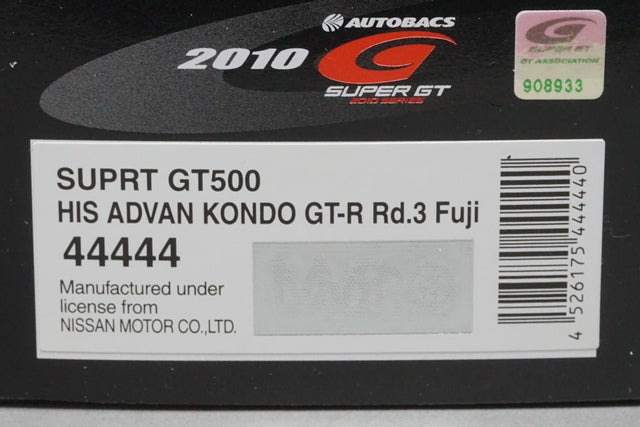 AUTOBACS
2010
SUPER GT
2010 SERIES
SUPER GT
GT ASSOCIATION
908933
SUPRT GT500
HIS ADVAN KONDO GT-R Rd.3 Fuji
44444
Manufactured under
license from
NISSAN MOTOR CO.,LTD.
4 526175 444440